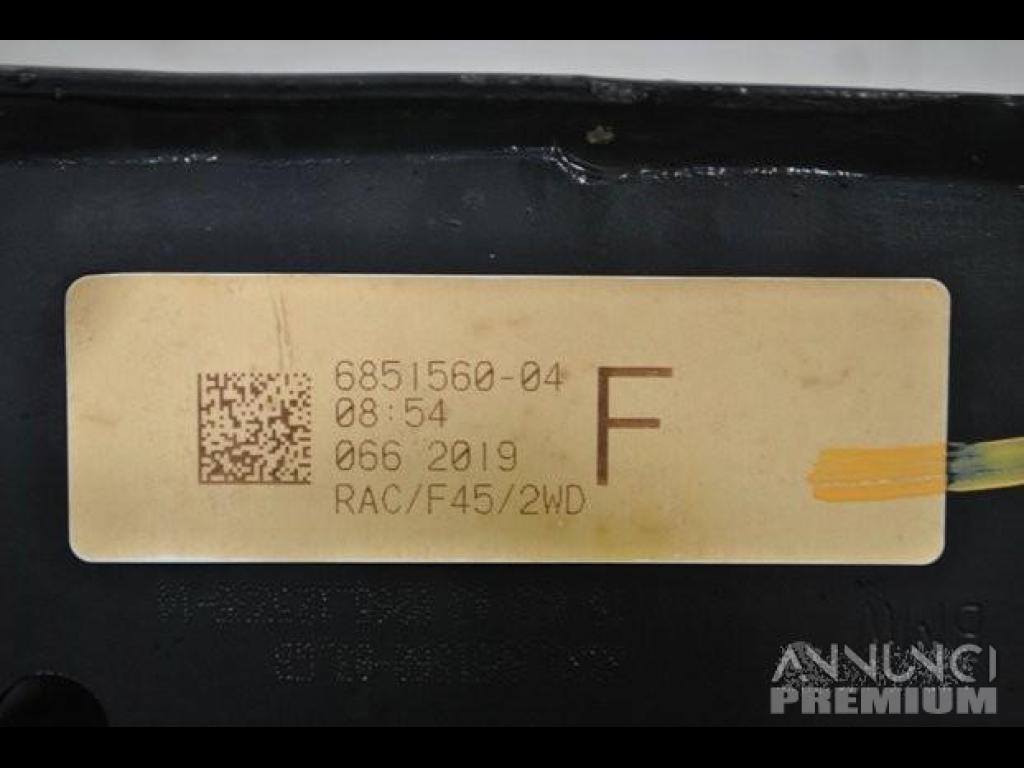 6851560-04
08:54
066 2019
RAC/F45/2WD
F
ANNUNCI
PREMIUM